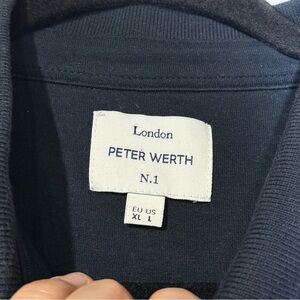 London
PETER WERTH
N.1
EU US
XL L